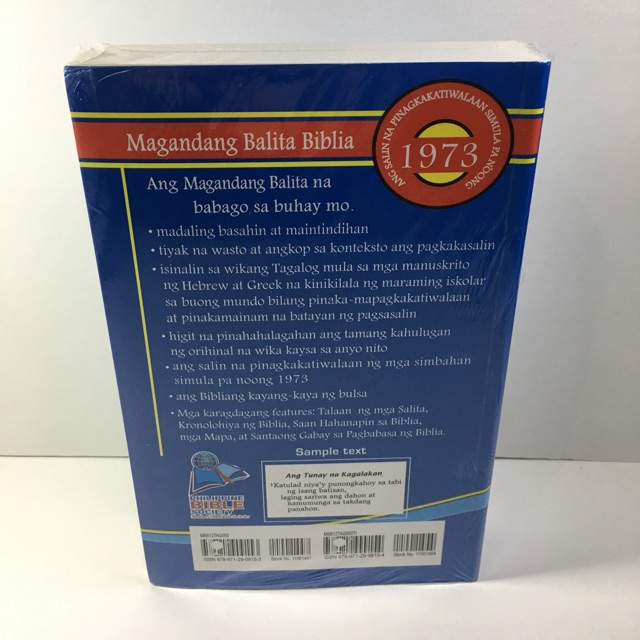 ANG SALIN NA PINAGKAKATIWALAAN SIMULA PA NOONG
1973
Magandang Balita Biblia
Ang Magandang Balita na
babago sa buhay mo.
• madaling basahin at maintindihan
• tiyak na wasto at angkop sa konteksto ang pagkakasalin
• isinalin sa wikang Tagalog mula sa mga manuskrito
ng Hebrew at Greek na kinikilala ng maraming iskolar
sa buong mundo bilang pinaka-mapagkakatiwalaan
at pinakamainam na batayan ng pagsasalin
• higit na pinahahalagahan ang tamang kahulugan
ng orihinal na wika kaysa sa anyo nito
• ang salin na pinagkakatiwalaan ng mga simbahan
simula pa noong 1973
• ang Bibliang kayang-kaya ng bulsa
• Mga karagdagang features: Talaan ng mga Salita,
Kronolohiya ng Biblia, Saan Hahanapin sa Biblia,
mga Mapa, at Santaong Gabay sa Pagbabasa ng Biblia.
Sample text
Ang Tunay na Kagalakan
³Katulad niya'y punongkahoy sa tabi
ng isang batisan,
laging sariwa ang dahon at
namumunga sa takdang
panahon.
PHILIPPINE
BIBLE
SOCIETY